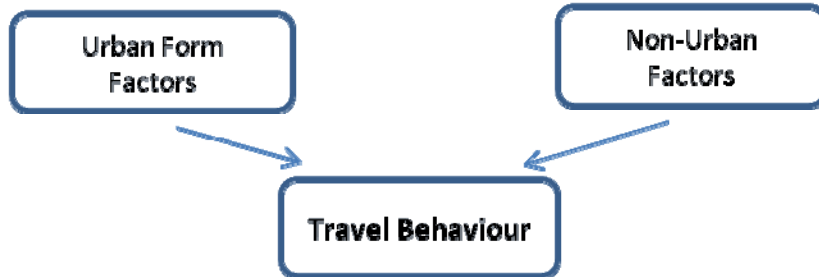 Urban Form
Factors
Non-Urban
Factors
Travel Behaviour